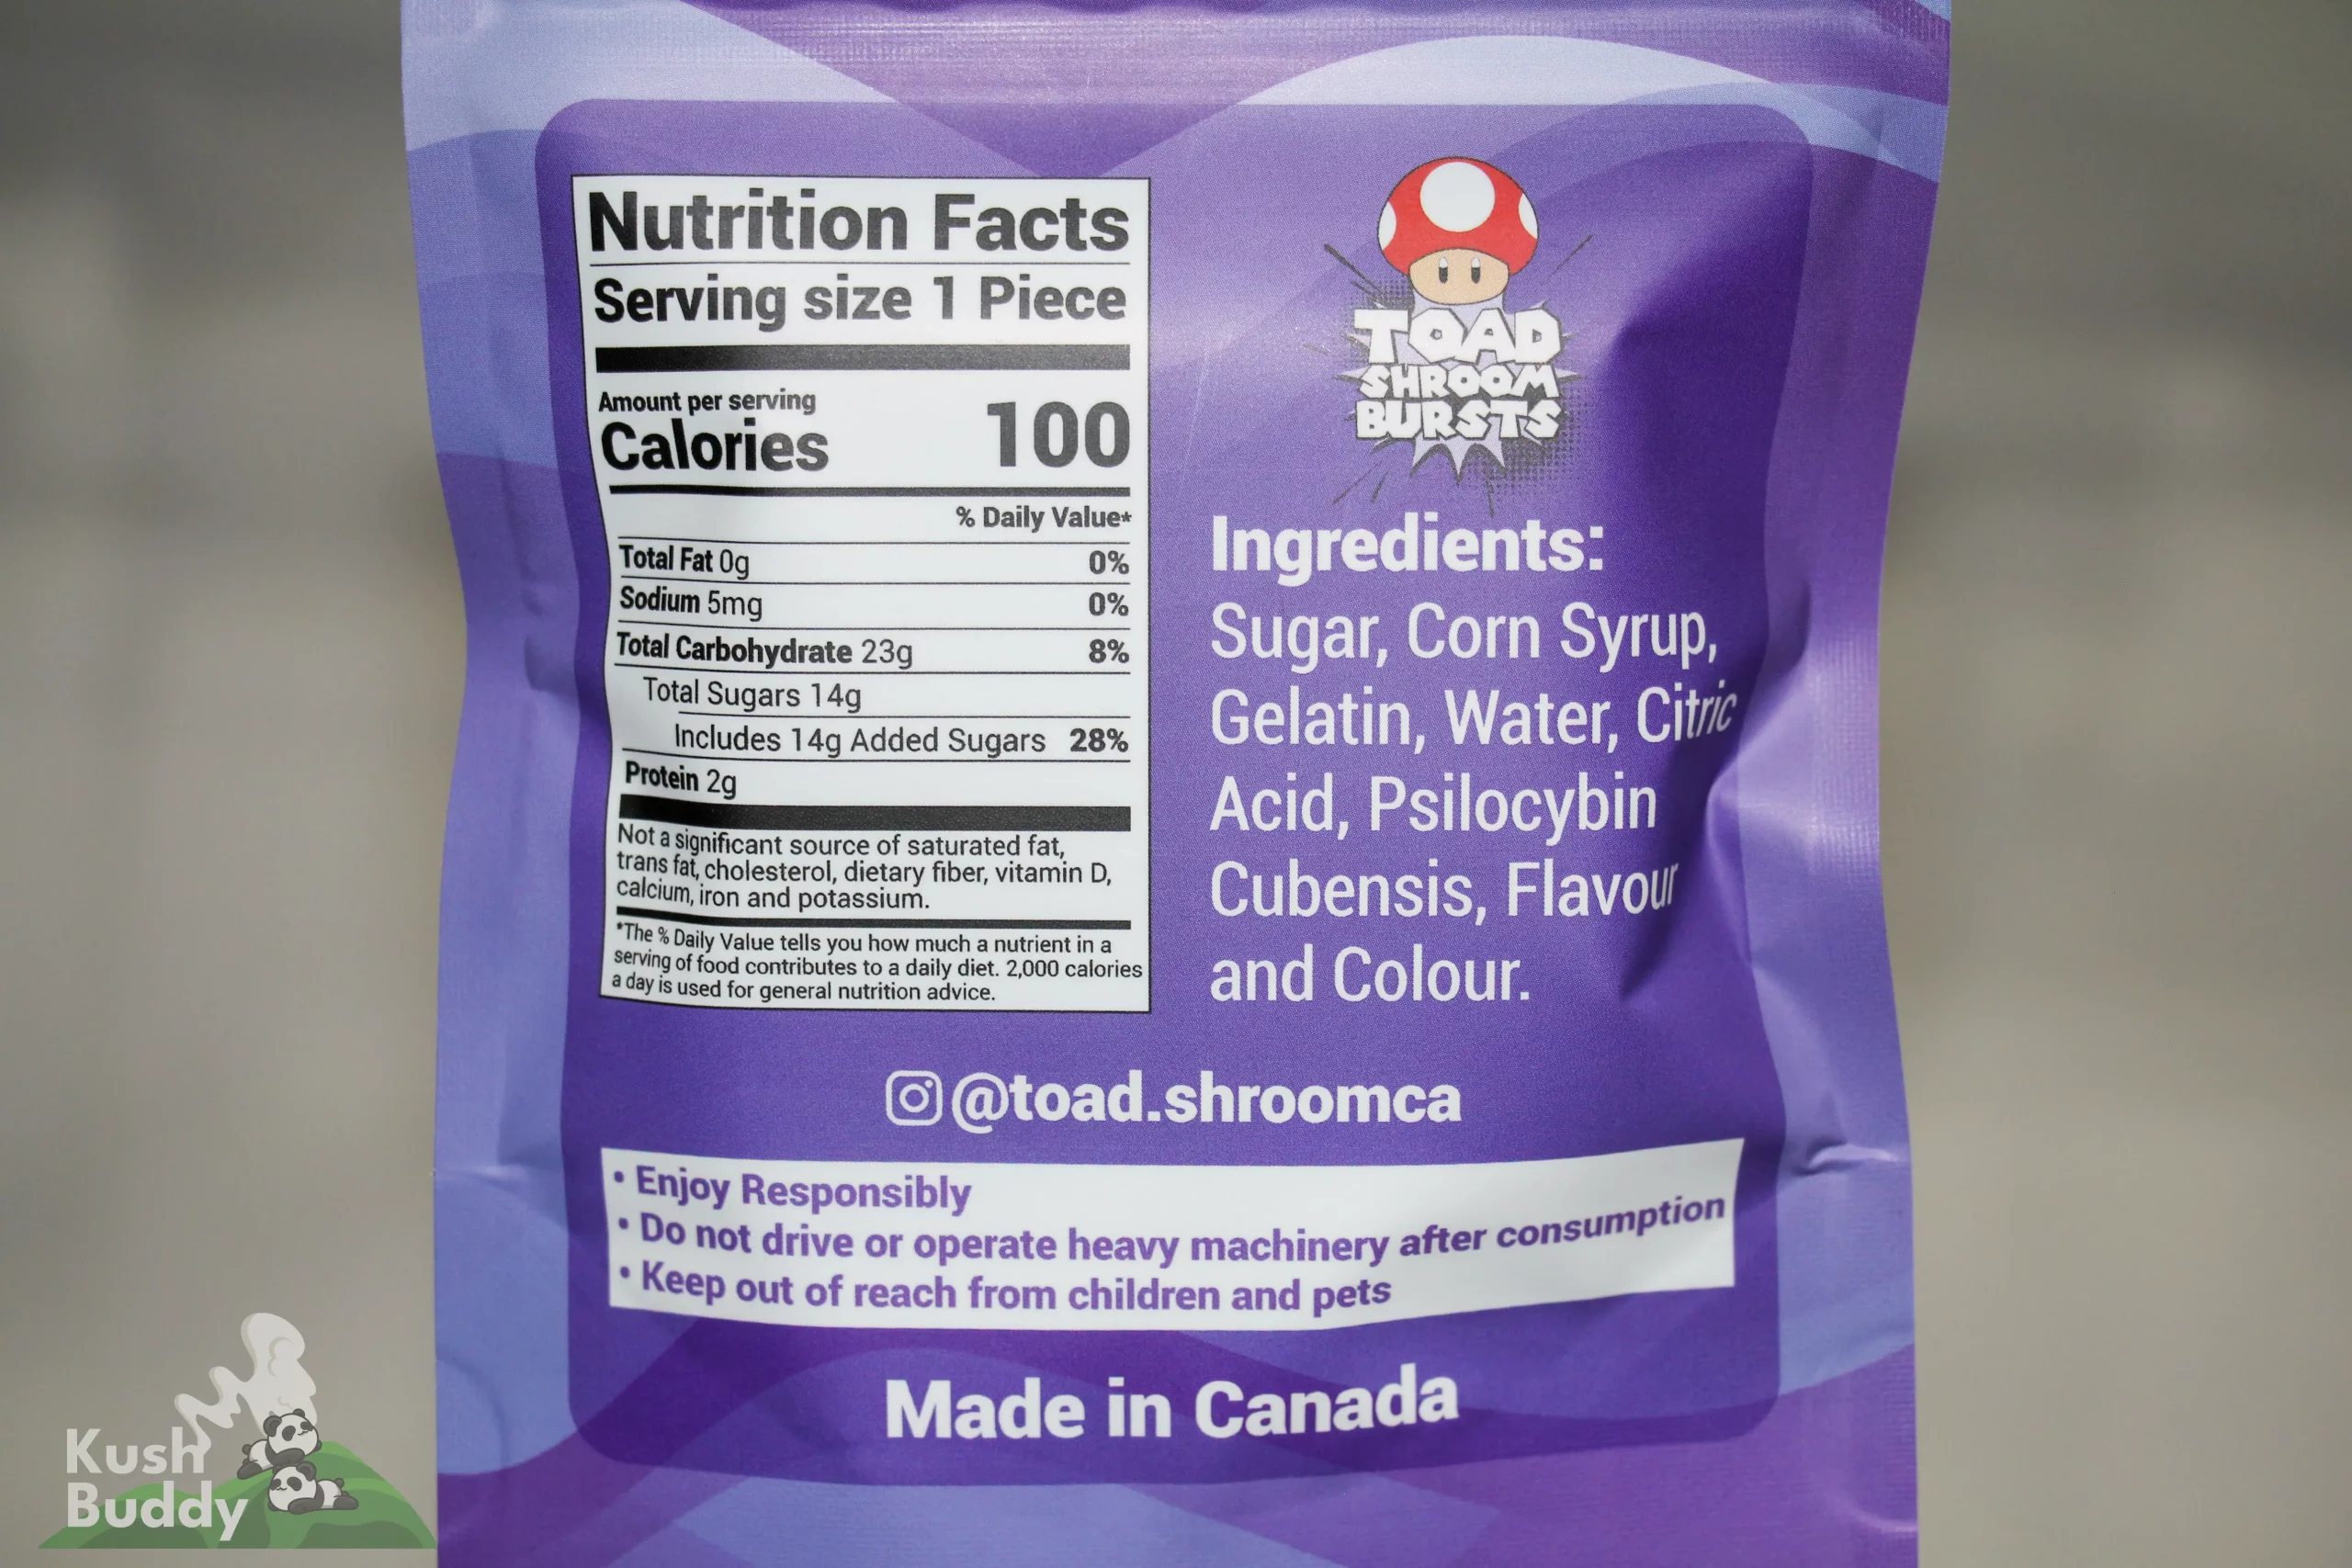 Nutrition Facts
Serving size 1 Piece
Amount per serving
Calories 100
% Daily Value*
Total Fat 0g 0%
Sodium 5mg 0%
Total Carbohydrate 23g 8%
Total Sugars 14g
Includes 14g Added Sugars 28%
Protein 2g
Not a significant source of saturated fat,
trans fat, cholesterol, dietary fiber, vitamin D,
calcium, iron and potassium.
*The % Daily Value tells you how much a nutrient in a
serving of food contributes to a daily diet. 2,000 calories
a day is used for general nutrition advice.
TOAD
SHROOM
BURSTS
Ingredients:
Sugar, Corn Syrup,
Gelatin, Water, Citric
Acid, Psilocybin
Cubensis, Flavour
and Colour.
@toad.shroomca
• Enjoy Responsibly
• Do not drive or operate heavy machinery after consumption
• Keep out of reach from children and pets
Made in Canada
Kush
Buddy